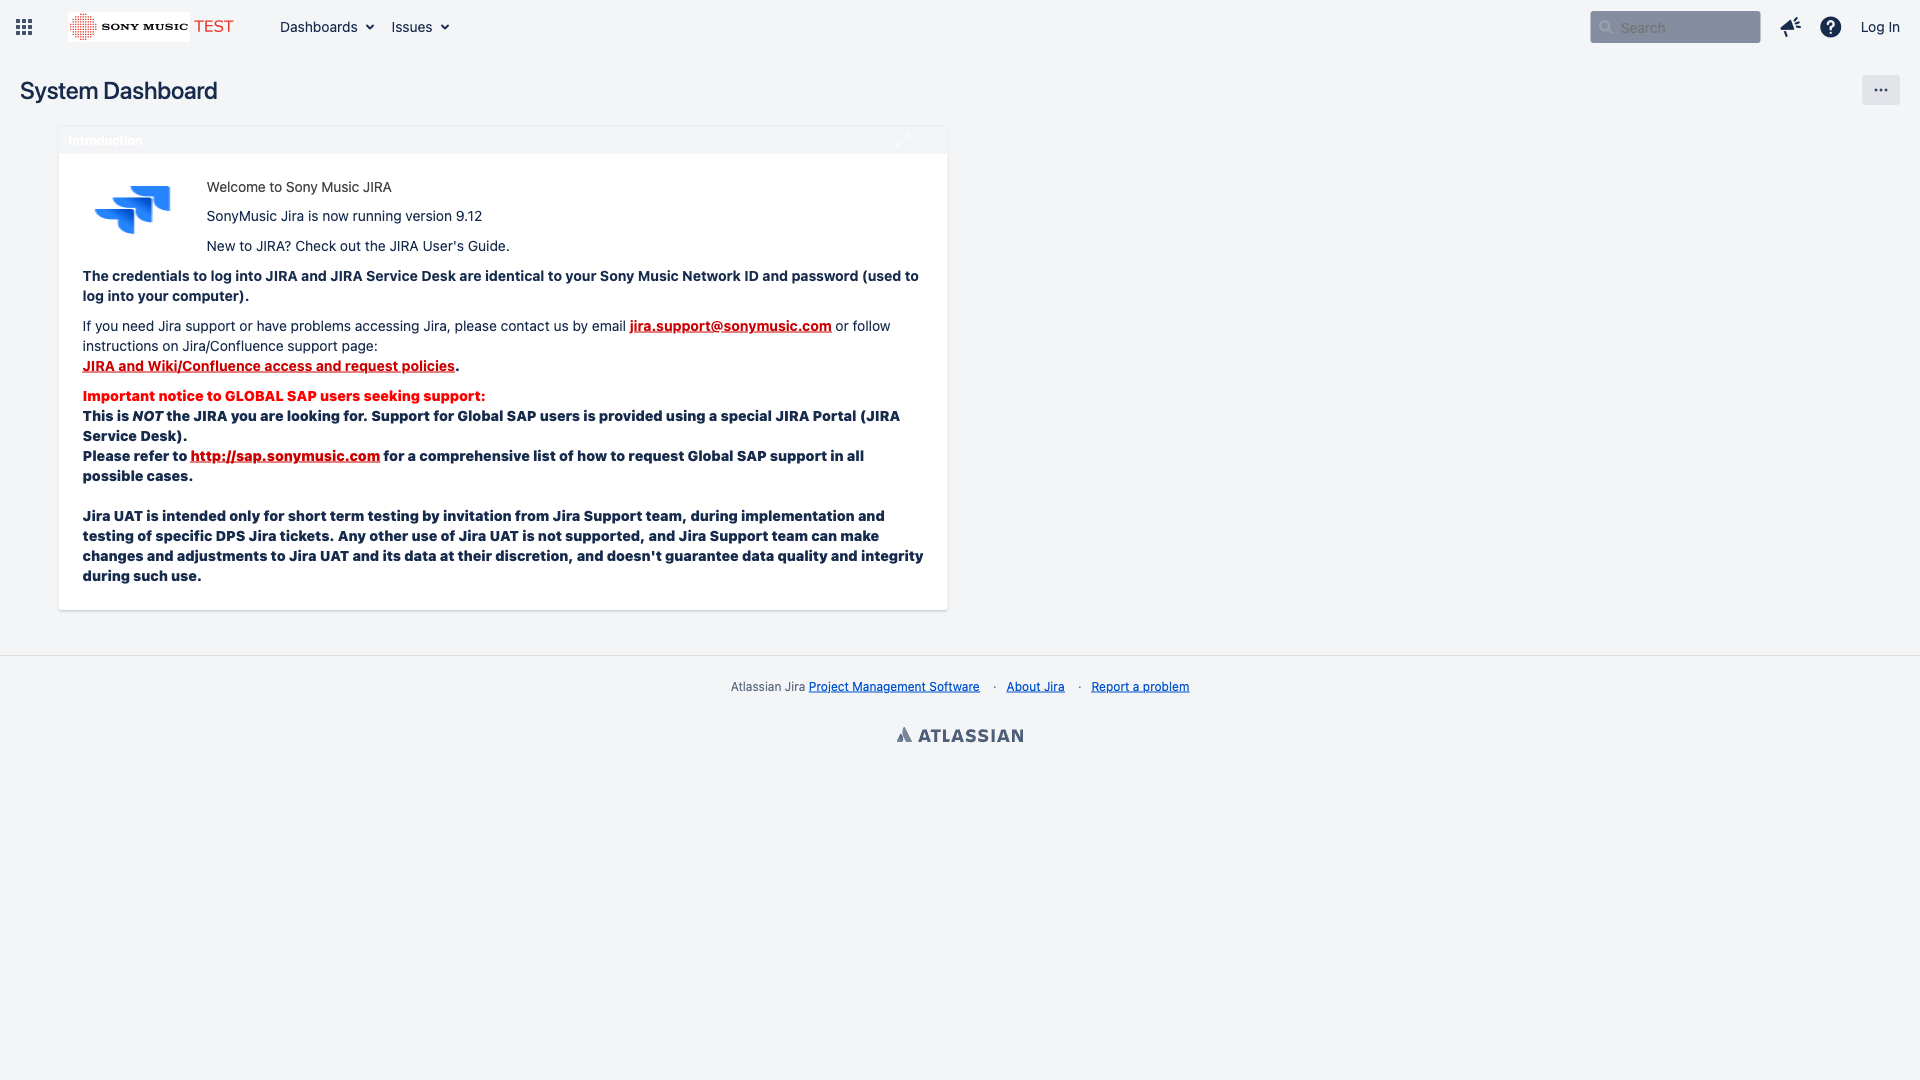 SONY MUSIC TEST Dashboards Issues Search Log In
System Dashboard
Introduction
Welcome to Sony Music JIRA
SonyMusic Jira is now running version 9.12
New to JIRA? Check out the JIRA User's Guide.
The credentials to log into JIRA and JIRA Service Desk are identical to your Sony Music Network ID and password (used to
log into your computer).
If you need Jira support or have problems accessing Jira, please contact us by email jira.support@sonymusic.com or follow
instructions on Jira/Confluence support page:
JIRA and Wiki/Confluence access and request policies.
Important notice to GLOBAL SAP users seeking support:
This is NOT the JIRA you are looking for. Support for Global SAP users is provided using a special JIRA Portal (JIRA
Service Desk).
Please refer to http://sap.sonymusic.com for a comprehensive list of how to request Global SAP support in all
possible cases.
Jira UAT is intended only for short term testing by invitation from Jira Support team, during implementation and
testing of specific DPS Jira tickets. Any other use of Jira UAT is not supported, and Jira Support team can make
changes and adjustments to Jira UAT and its data at their discretion, and doesn't guarantee data quality and integrity
during such use.
Atlassian Jira Project Management Software · About Jira · Report a problem
ATLASSIAN